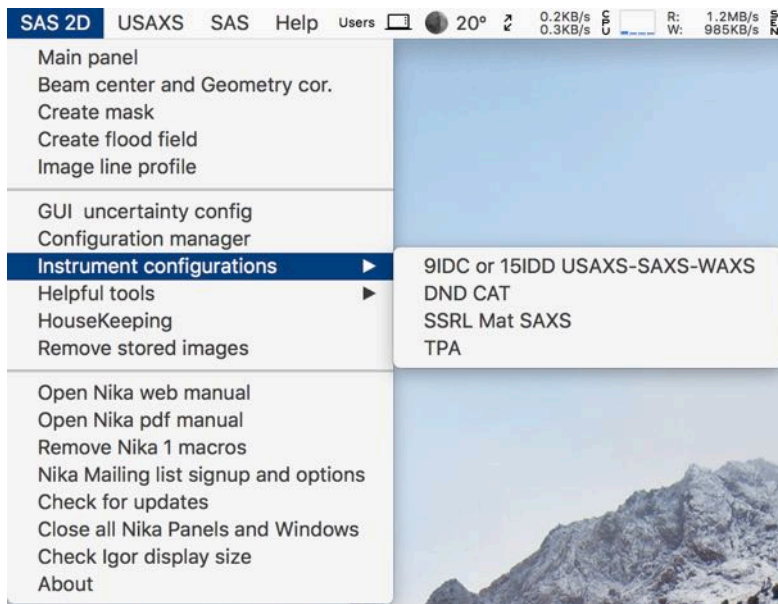 SAS 2D USAXS SAS Help Users 20° 0.2KB/s CPU R: 1.2MB/s SEN
0.3KB/s W: 985KB/s
Main panel
Beam center and Geometry cor.
Create mask
Create flood field
Image line profile
GUI uncertainty config
Configuration manager
Instrument configurations
9IDC or 15IDD USAXS-SAXS-WAXS
Helpful tools
DND CAT
HouseKeeping
SSRL Mat SAXS
Remove stored images
TPA
Open Nika web manual
Open Nika pdf manual
Remove Nika 1 macros
Nika Mailing list signup and options
Check for updates
Close all Nika Panels and Windows
Check Igor display size
About